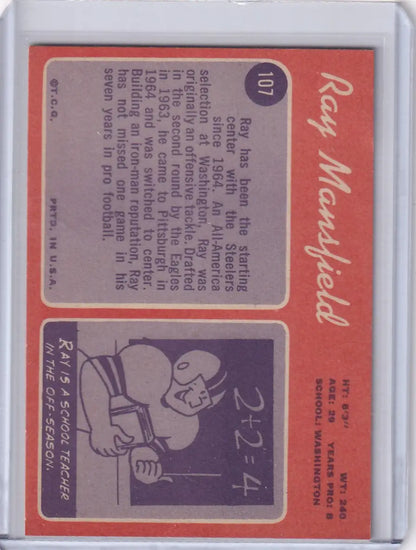 Ray Mansfield
HT: 6'3" WT: 240
AGE: 29 YEARS PRO: 8
SCHOOL: WASHINGTON
107
Ray has been the starting
center with the Steelers
since 1964. An All-America
selection at Washington, Ray was
originally an offensive tackle. Drafted
in the second round by the Eagles
in 1963, he came to Pittsburgh in
1964 and was switched to center.
Building an iron-man reputation, Ray
has not missed one game in his
seven years in pro football.
©T.C.G. PRTD. IN U.S.A.
2+2=4
RAY IS A SCHOOL TEACHER
IN THE OFF-SEASON.